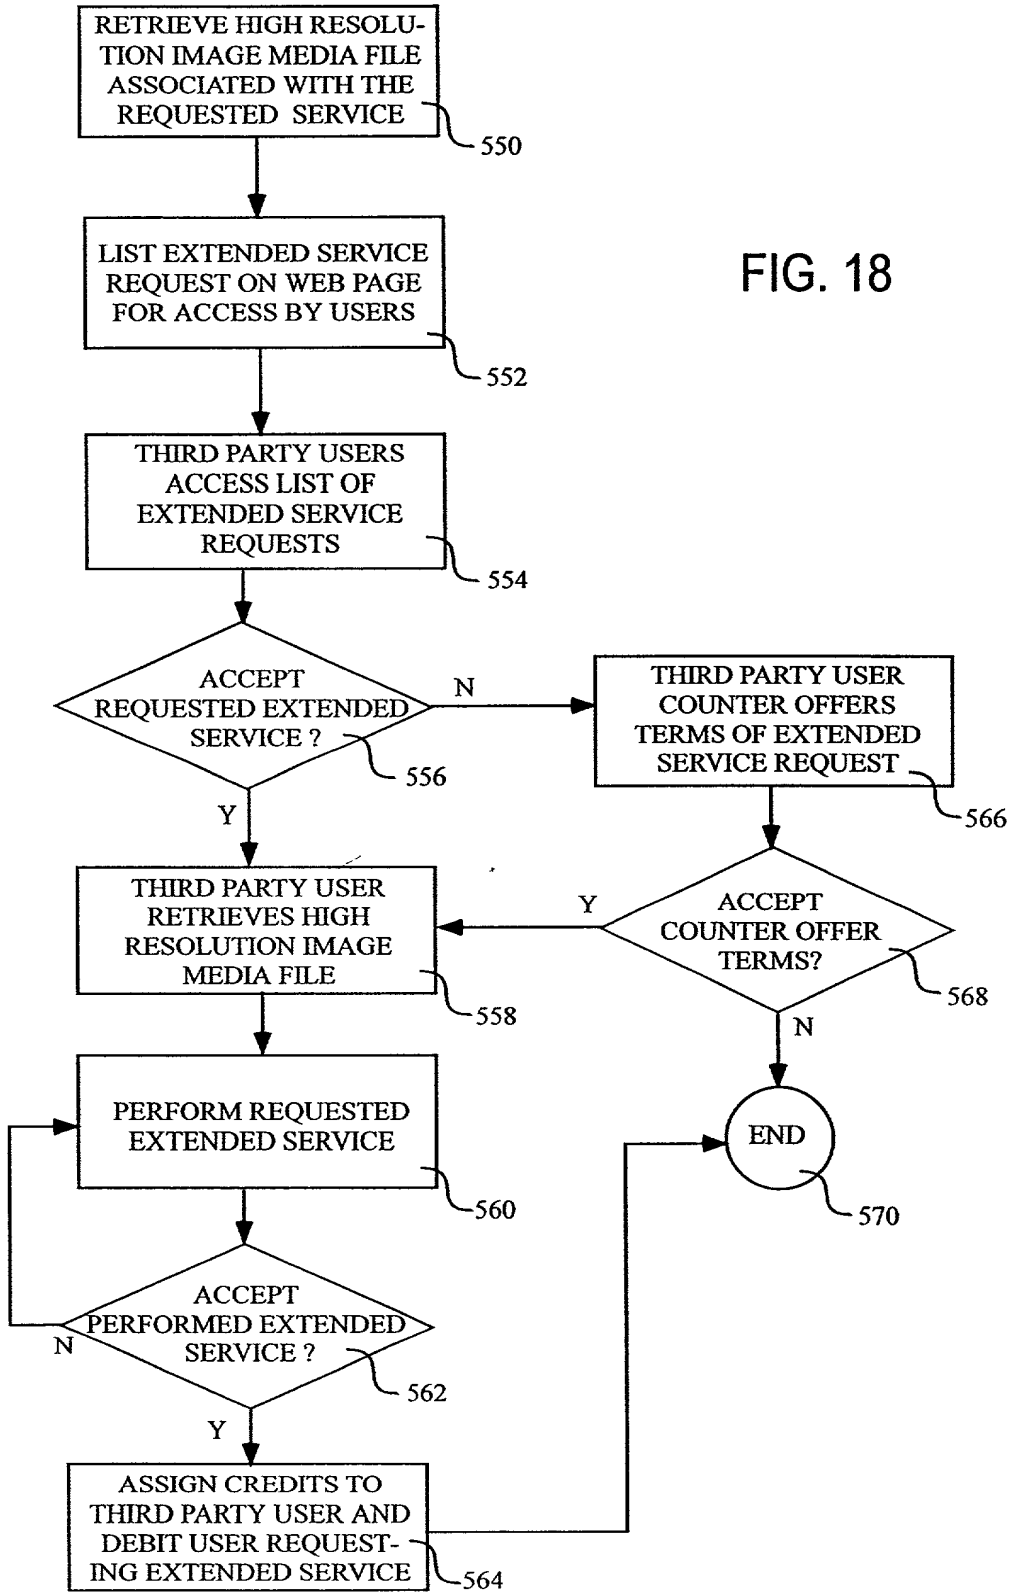 RETRIEVE HIGH RESOLU-
TION IMAGE MEDIA FILE
ASSOCIATED WITH THE
REQUESTED SERVICE
550
LIST EXTENDED SERVICE
REQUEST ON WEB PAGE
FOR ACCESS BY USERS
552
FIG. 18
THIRD PARTY USERS
ACCESS LIST OF
EXTENDED SERVICE
REQUESTS
554
ACCEPT
REQUESTED EXTENDED
SERVICE ?
556
N
Y
THIRD PARTY USER
COUNTER OFFERS
TERMS OF EXTENDED
SERVICE REQUEST
566
THIRD PARTY USER
RETRIEVES HIGH
RESOLUTION IMAGE
MEDIA FILE
558
Y
ACCEPT
COUNTER OFFER
TERMS?
568
N
PERFORM REQUESTED
EXTENDED SERVICE
560
END
570
ACCEPT
PERFORMED EXTENDED
SERVICE ?
562
N
Y
ASSIGN CREDITS TO
THIRD PARTY USER AND
DEBIT USER REQUEST-
ING EXTENDED SERVICE
564